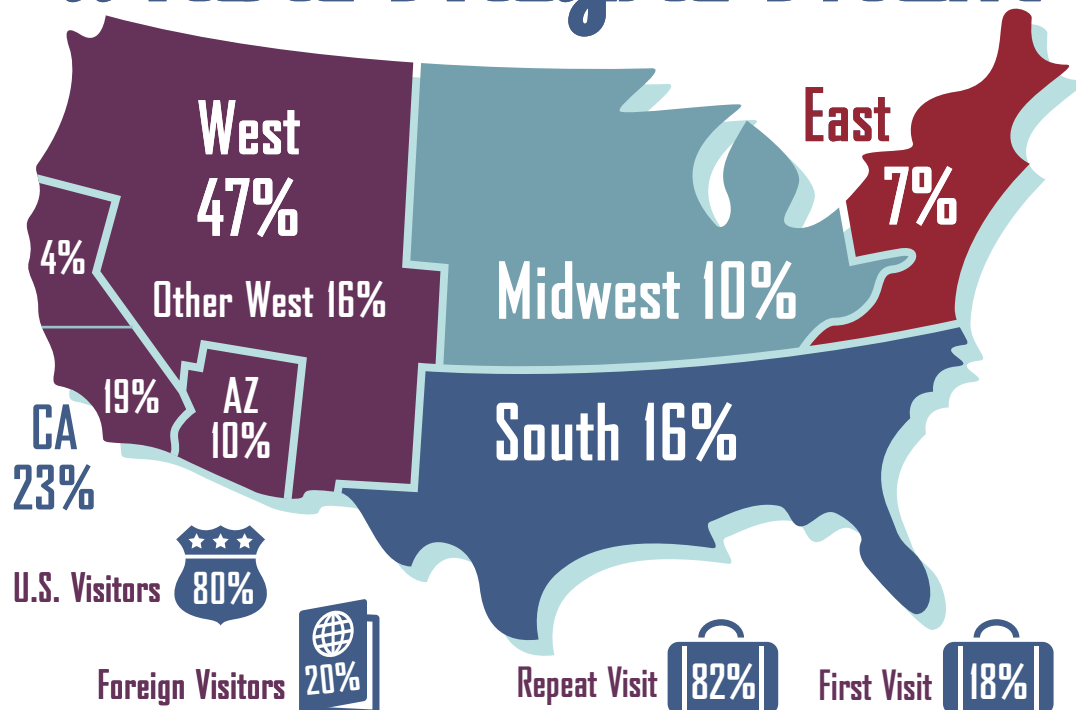 West
47%
East
7%
4%
Other West 16%
Midwest 10%
19%
AZ
10%
CA
23%
South 16%
U.S. Visitors 80%
Foreign Visitors 20%
Repeat Visit 82%
First Visit 18%